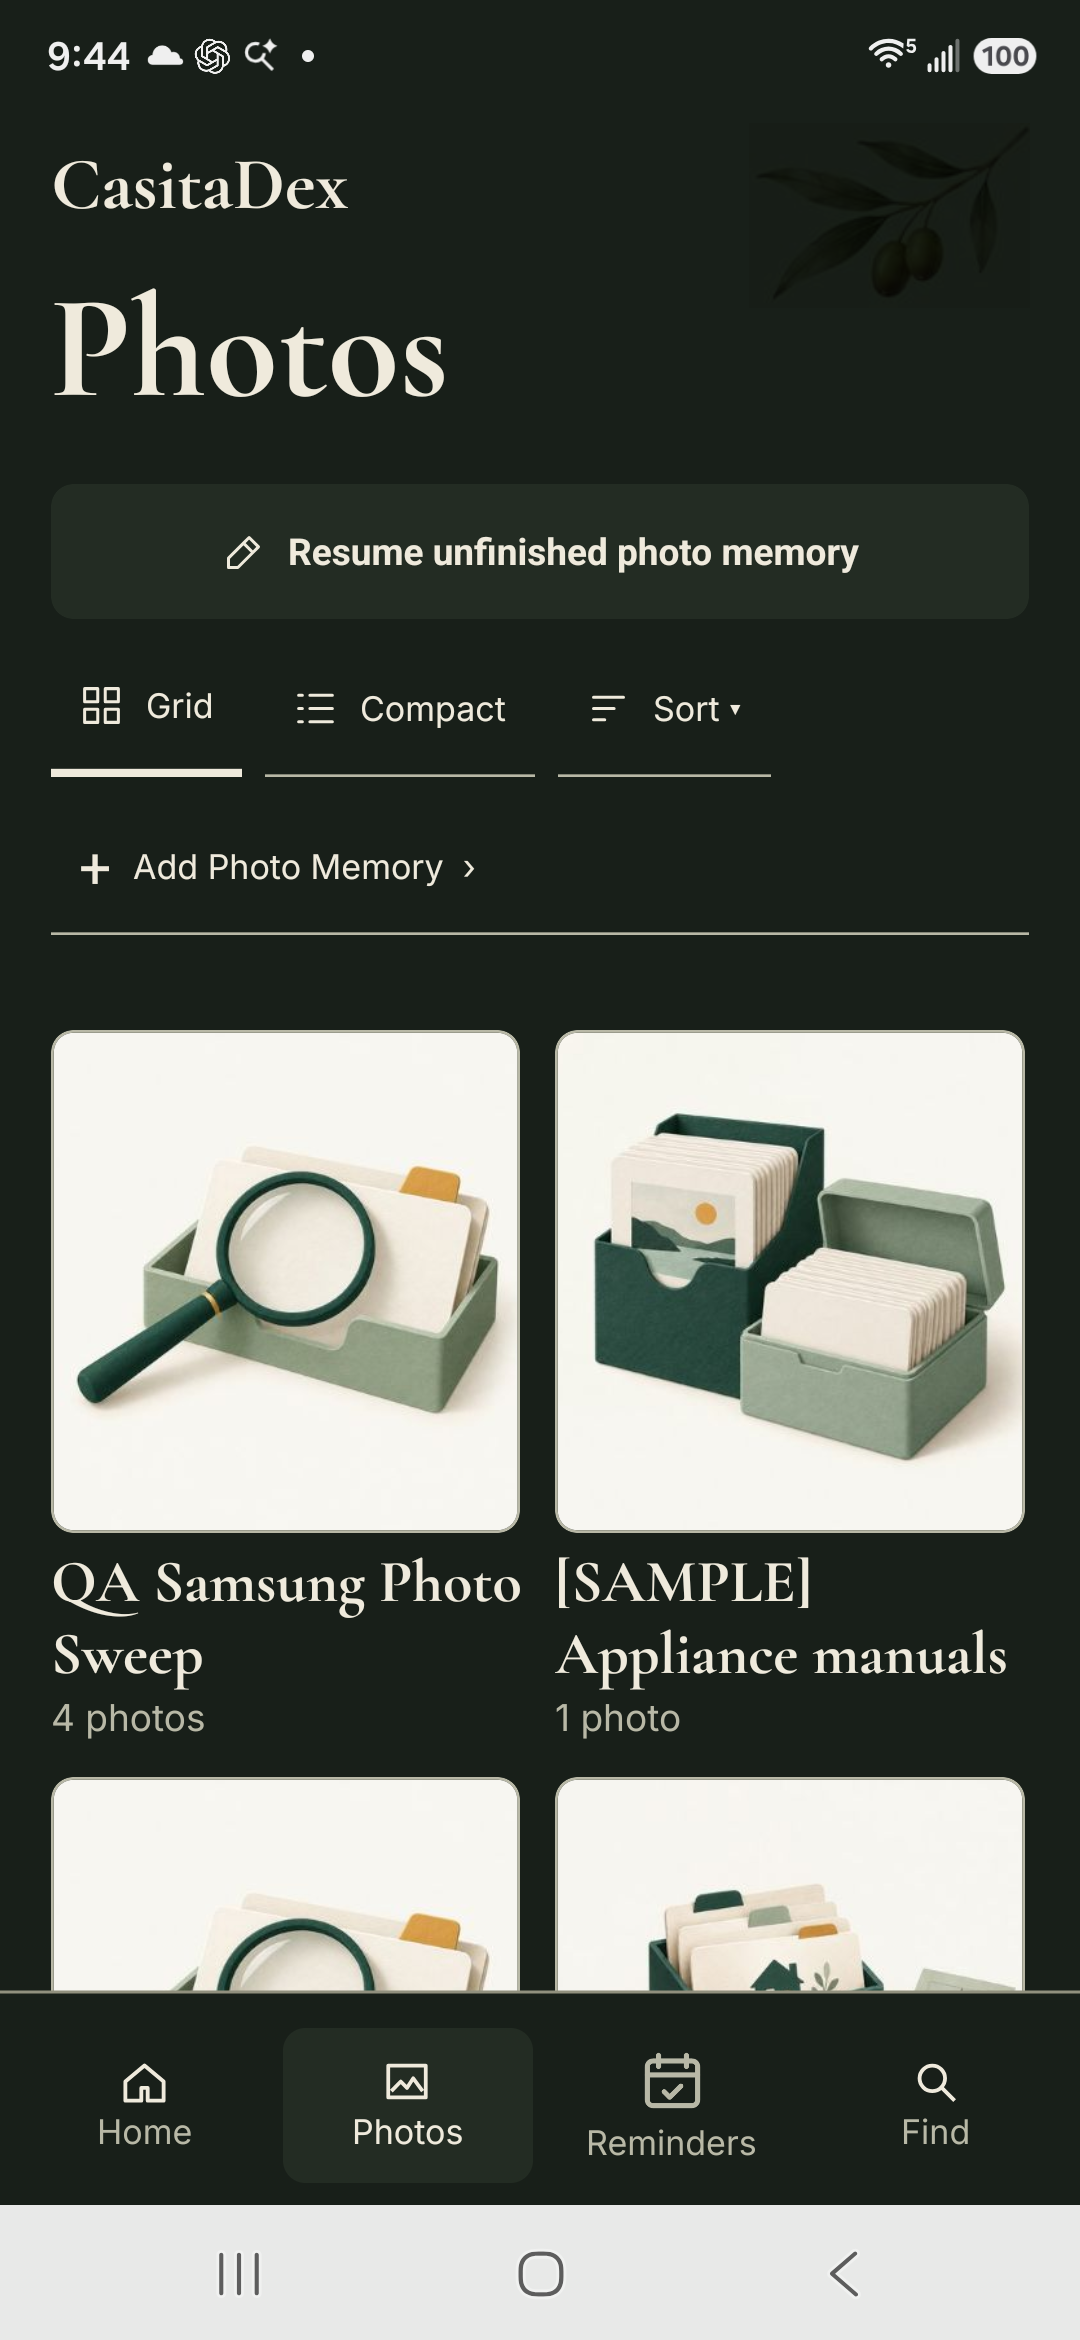 9:44
5
100
CasitaDex
Photos
Resume unfinished photo memory
Grid
Compact
Sort ▾
+ Add Photo Memory ›
QA Samsung Photo
Sweep
4 photos
[SAMPLE]
Appliance manuals
1 photo
Home
Photos
Reminders
Find